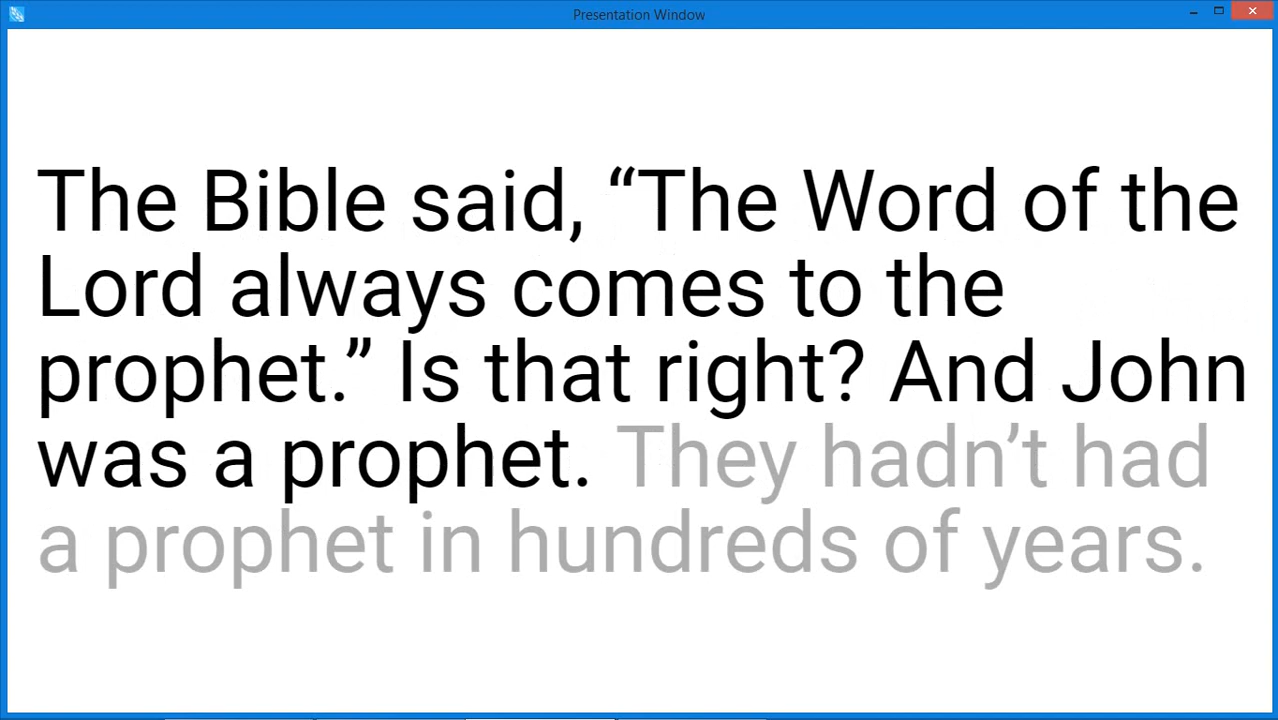 Presentation Window
The Bible said, “The Word of the
Lord always comes to the
prophet.” Is that right? And John
was a prophet. They hadn’t had
a prophet in hundreds of years.